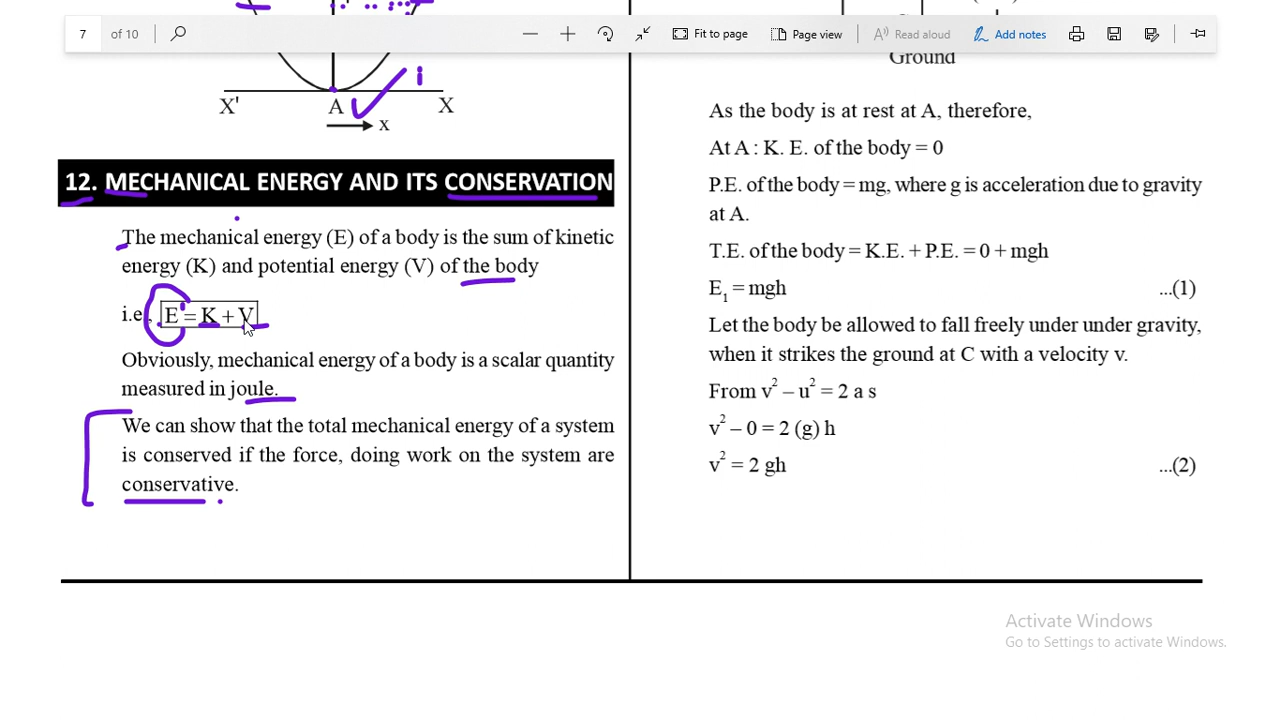 7 of 10 Fit to page Page view Read aloud Add notes
X' A X
x
12. MECHANICAL ENERGY AND ITS CONSERVATION
The mechanical energy (E) of a body is the sum of kinetic
energy (K) and potential energy (V) of the body
i.e., E = K + V
Obviously, mechanical energy of a body is a scalar quantity
measured in joule.
We can show that the total mechanical energy of a system
is conserved if the force, doing work on the system are
conservative.
Ground
As the body is at rest at A, therefore,
At A : K. E. of the body = 0
P.E. of the body = mg, where g is acceleration due to gravity
at A.
T.E. of the body = K.E. + P.E. = 0 + mgh
E₁ = mgh ...(1)
Let the body be allowed to fall freely under under gravity,
when it strikes the ground at C with a velocity v.
From v² – u² = 2 a s
v² – 0 = 2 (g) h
v² = 2 gh ...(2)
Activate Windows
Go to Settings to activate Windows.